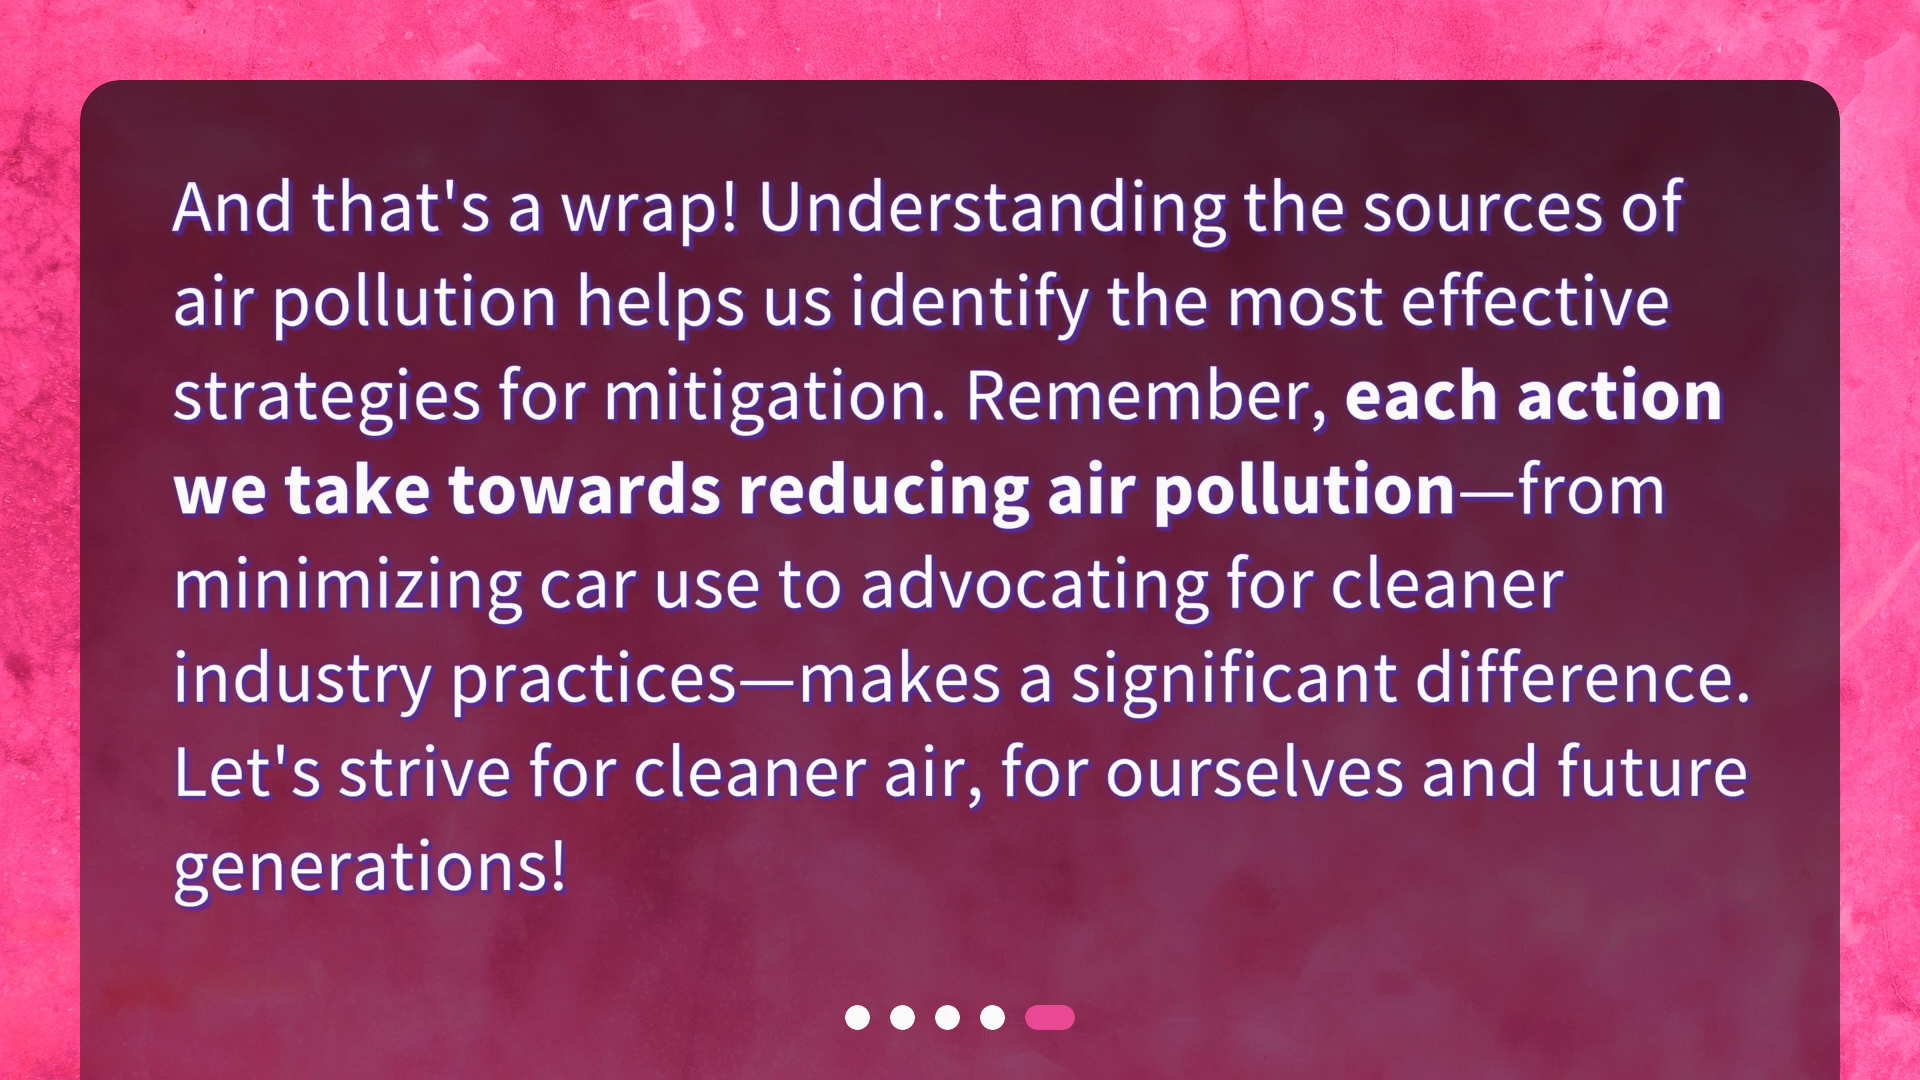 And that's a wrap! Understanding the sources of
air pollution helps us identify the most effective
strategies for mitigation. Remember, each action
we take towards reducing air pollution—from
minimizing car use to advocating for cleaner
industry practices—makes a significant difference.
Let's strive for cleaner air, for ourselves and future
generations!